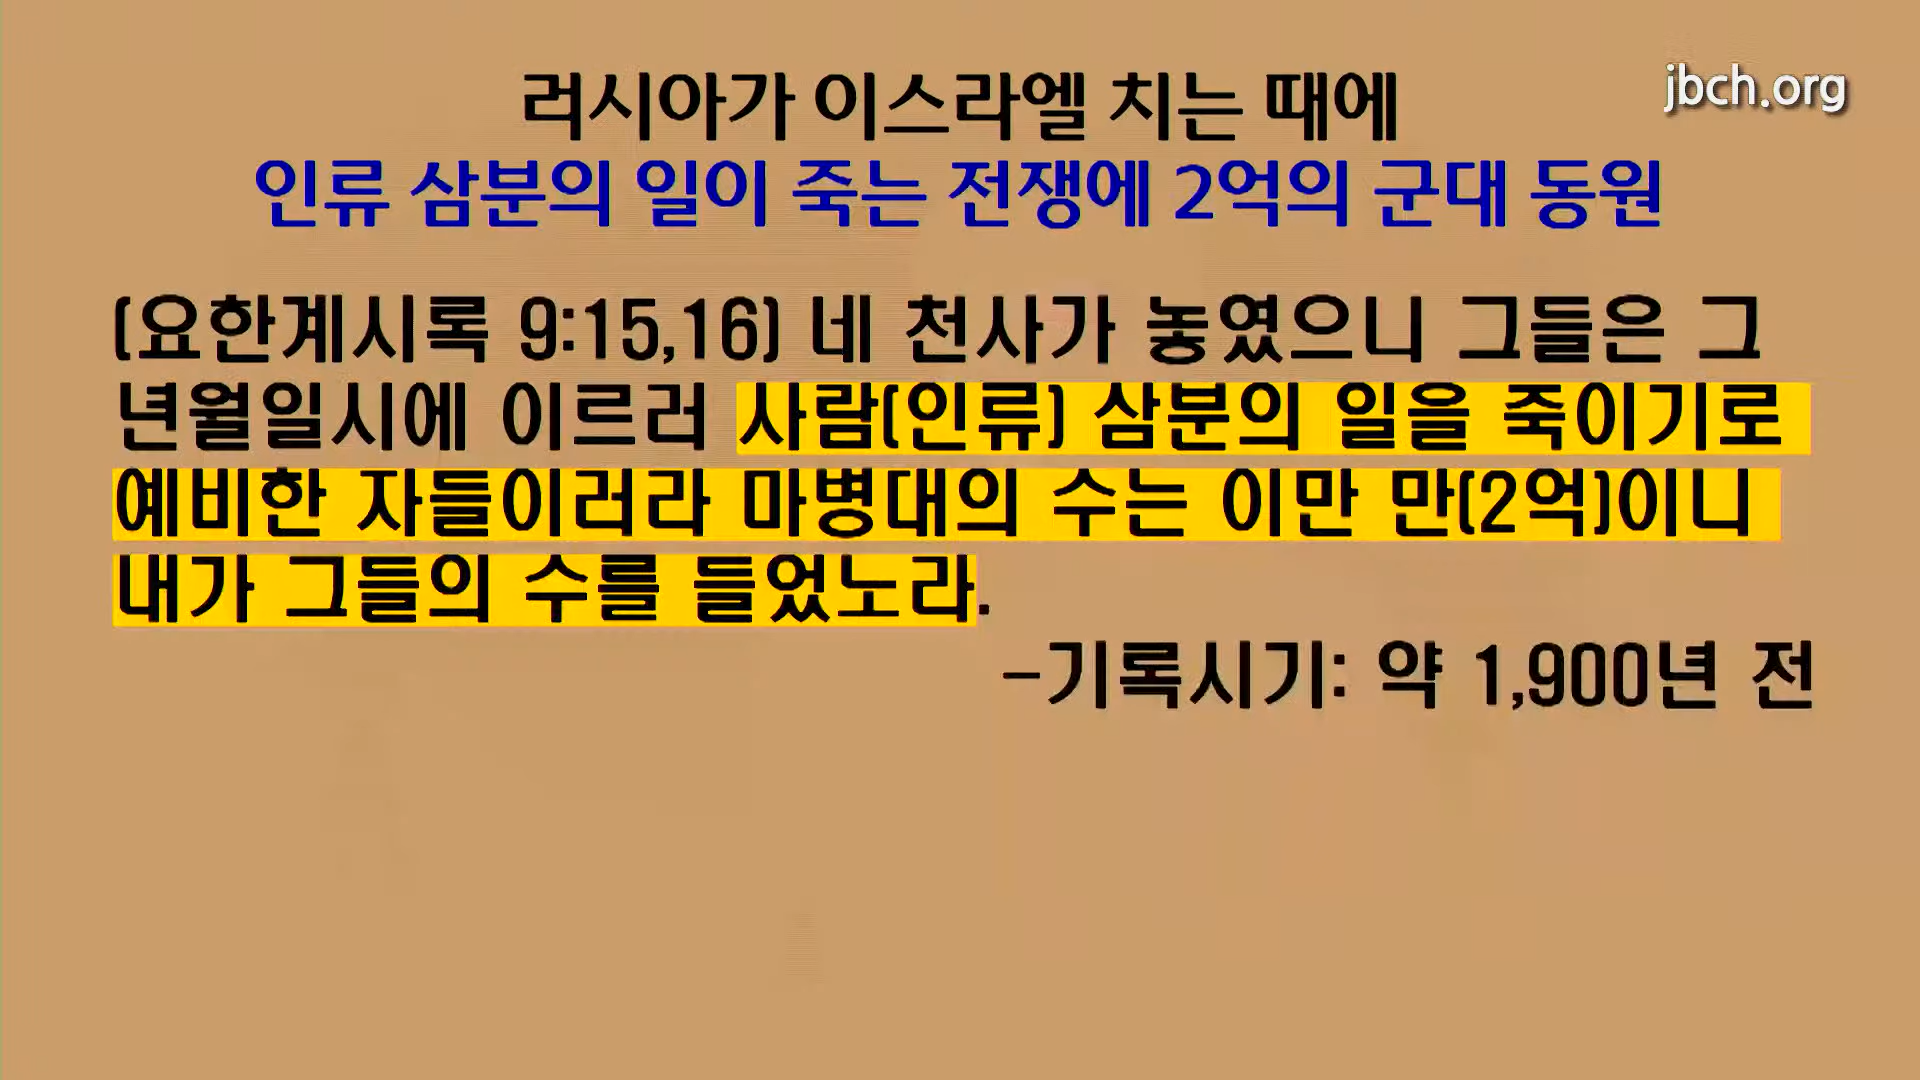 jbch.org
러시아가 이스라엘 치는 때에
인류 삼분의 일이 죽는 전쟁에 2억의 군대 동원
(요한계시록 9:15,16) 네 천사가 놓였으니 그들은 그
년월일시에 이르러 사람(인류) 삼분의 일을 죽이기로
예비한 자들이러라 마병대의 수는 이만 만(2억)이니
내가 그들의 수를 들었노라.
-기록시기: 약 1,900년 전